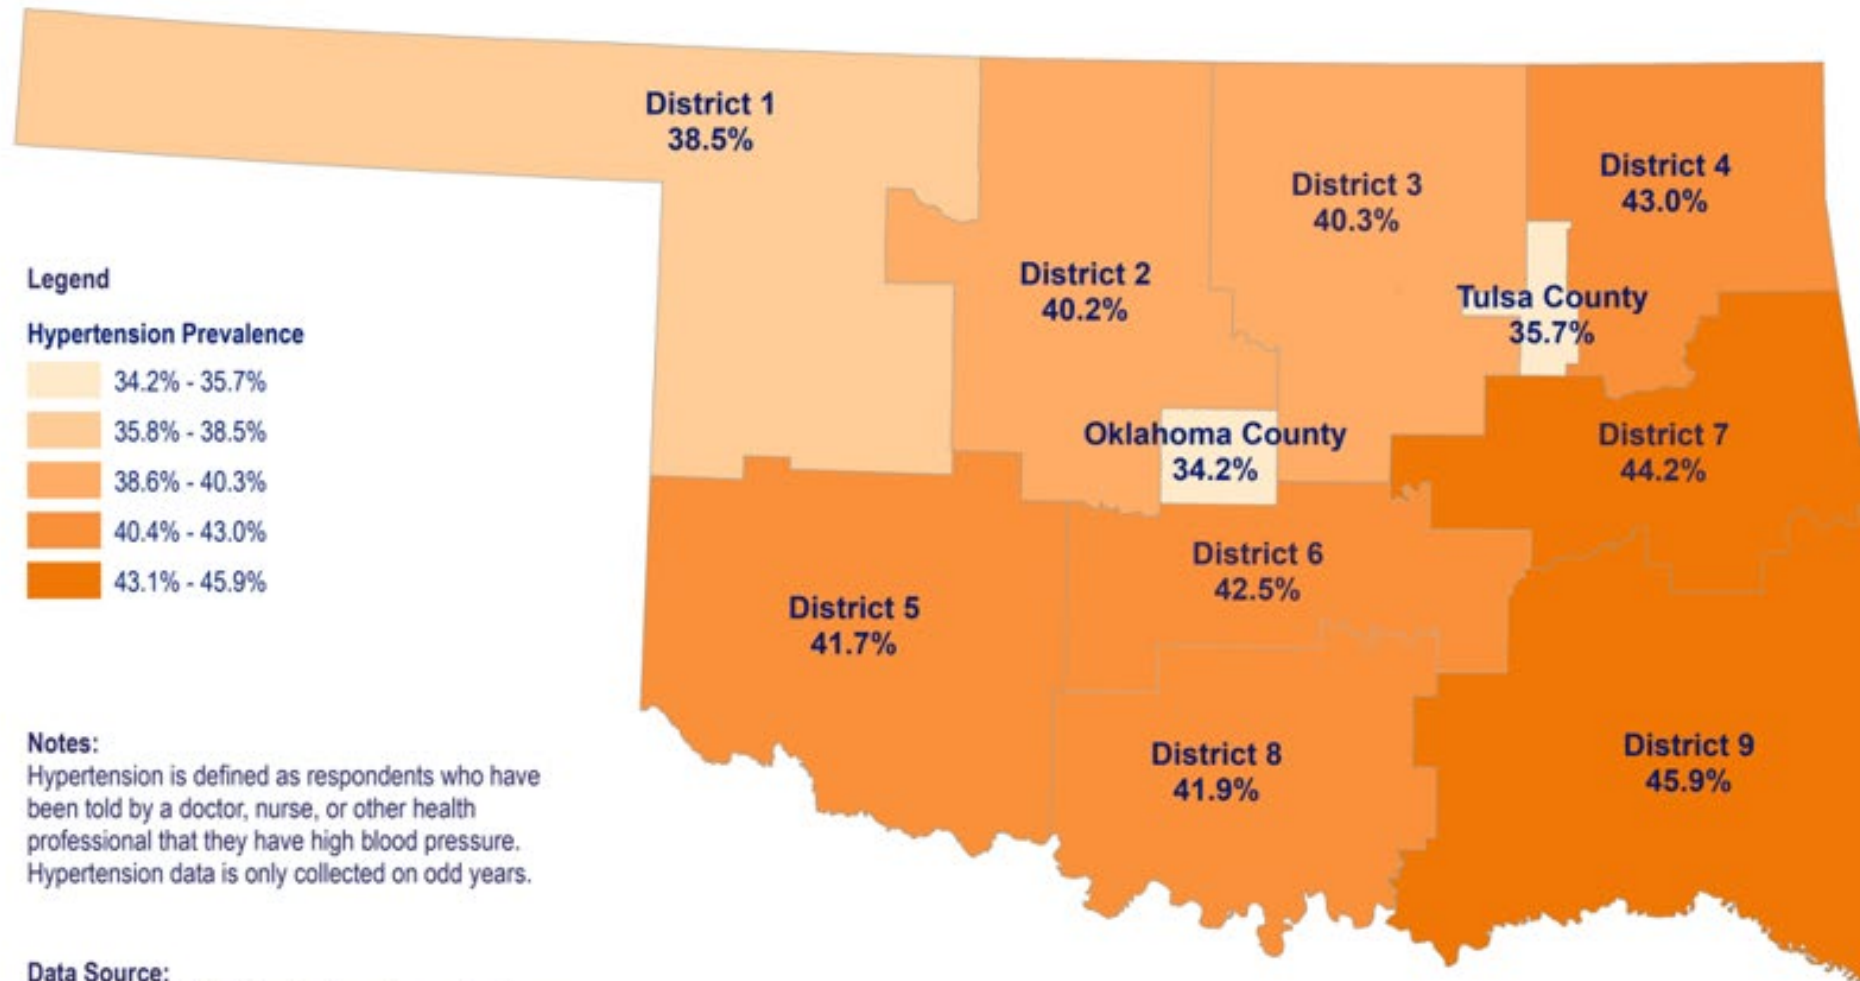 District 1
38.5%
District 2
40.2%
District 3
40.3%
District 4
43.0%
Tulsa County
35.7%
Oklahoma County
34.2%
District 7
44.2%
District 6
42.5%
District 5
41.7%
District 8
41.9%
District 9
45.9%
Legend
Hypertension Prevalence
34.2% - 35.7%
35.8% - 38.5%
38.6% - 40.3%
40.4% - 43.0%
43.1% - 45.9%
Notes:
Hypertension is defined as respondents who have
been told by a doctor, nurse, or other health
professional that they have high blood pressure.
Hypertension data is only collected on odd years.
Data Source: